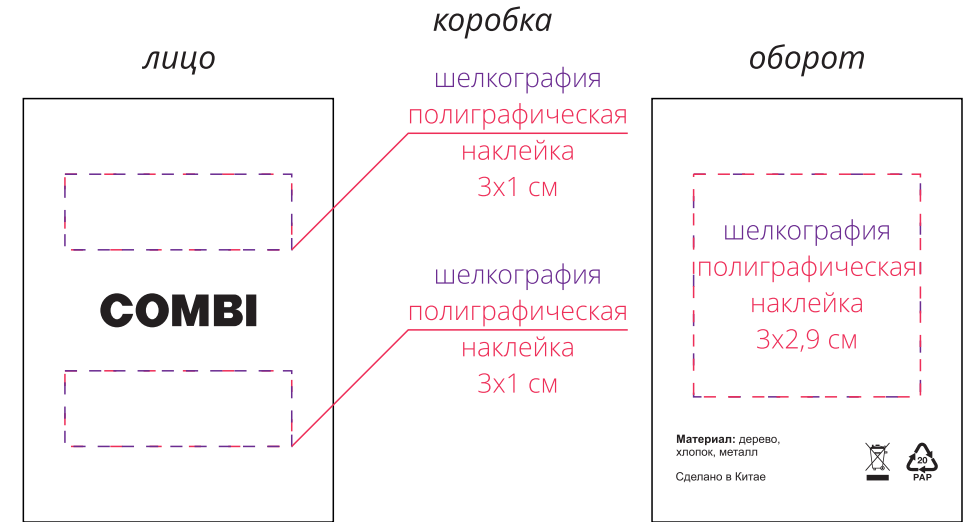 коробка
лицо
оборот
шелкография
полиграфическая
наклейка
3х1 см
COMBI
шелкография
полиграфическая
наклейка
3х1 см
шелкография
полиграфическая
наклейка
3х2,9 см
Материал: дерево,
хлопок, металл
Сделано в Китае
20
PAP